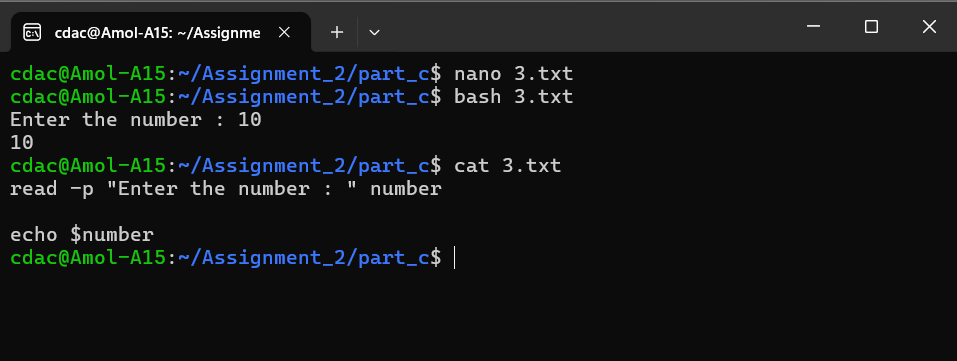 cdac@Amol-A15: ~/Assignme
cdac@Amol-A15:~/Assignment_2/part_c$ nano 3.txt
cdac@Amol-A15:~/Assignment_2/part_c$ bash 3.txt
Enter the number : 10
10
cdac@Amol-A15:~/Assignment_2/part_c$ cat 3.txt
read -p "Enter the number : " number
echo $number
cdac@Amol-A15:~/Assignment_2/part_c$